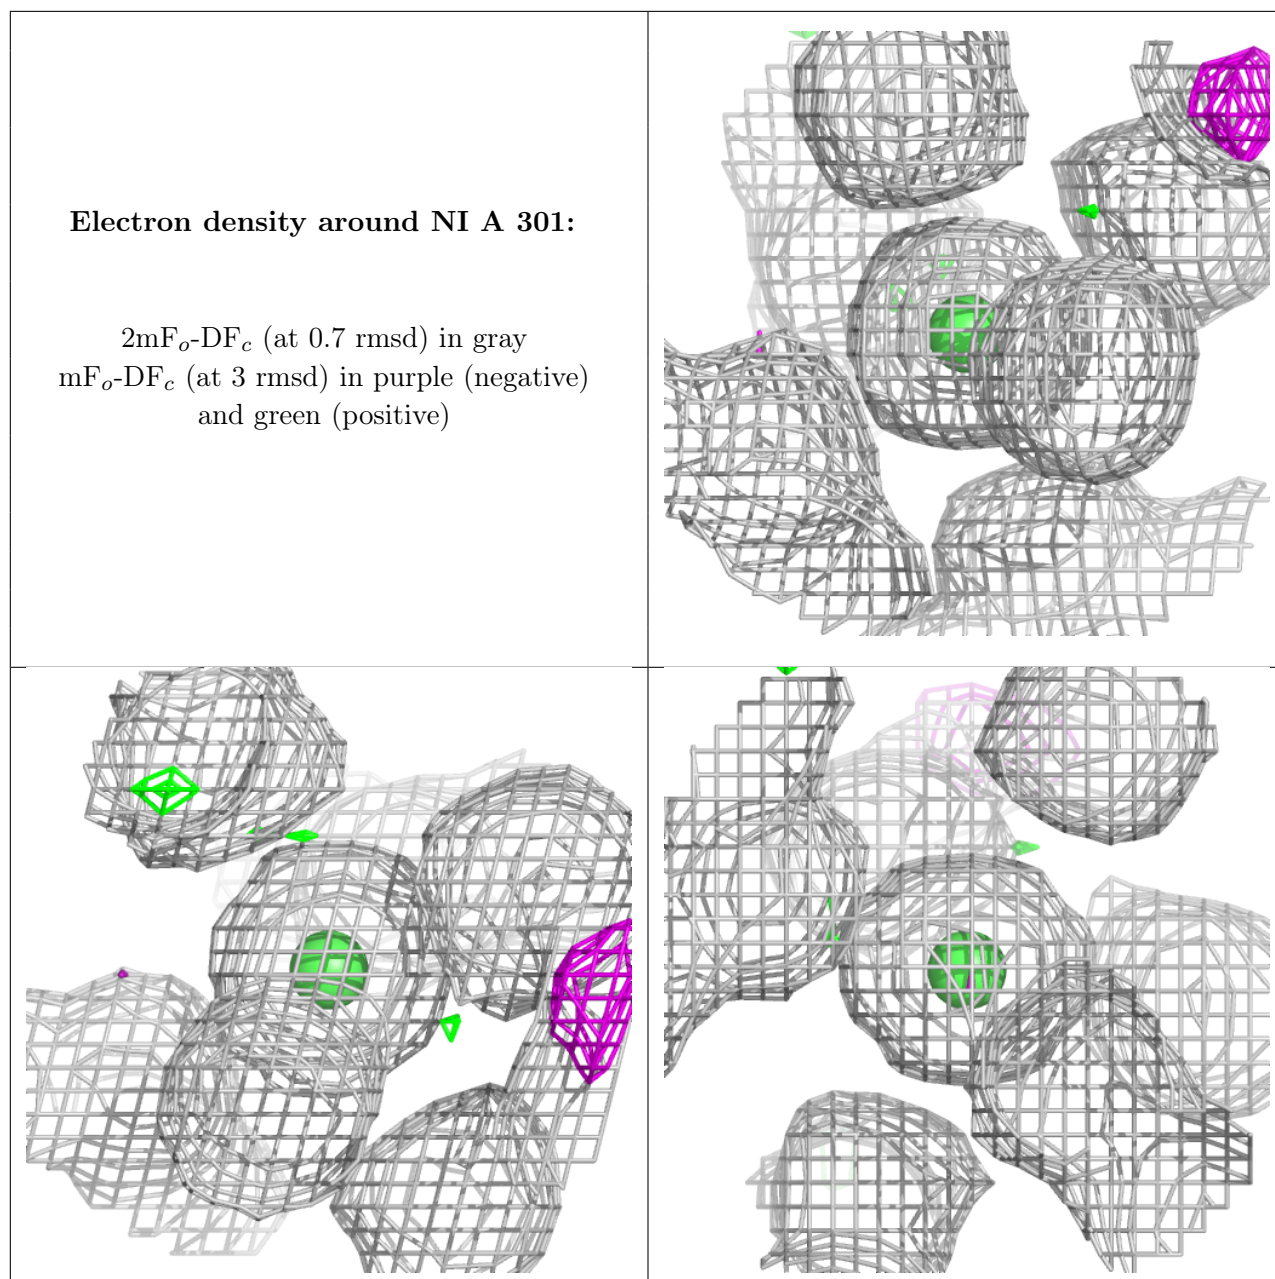 Electron density around NI A 301:
2mFo-DFc (at 0.7 rmsd) in gray
mFo-DFc (at 3 rmsd) in purple (negative)
and green (positive)